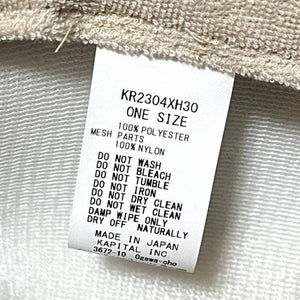 KR2304XH30
ONE SIZE
100% POLYESTER
MESH PARTS
100% NYLON
DO NOT WASH
DO NOT BLEACH
DO NOT TUMBLE
DO NOT IRON
DO NOT DRY CLEAN
DO NOT WET CLEAN
DAMP WIPE ONLY
DRY OFF NATURALLY
MADE IN JAPAN
KAPITAL INC
3672-10 Ogawa-cho